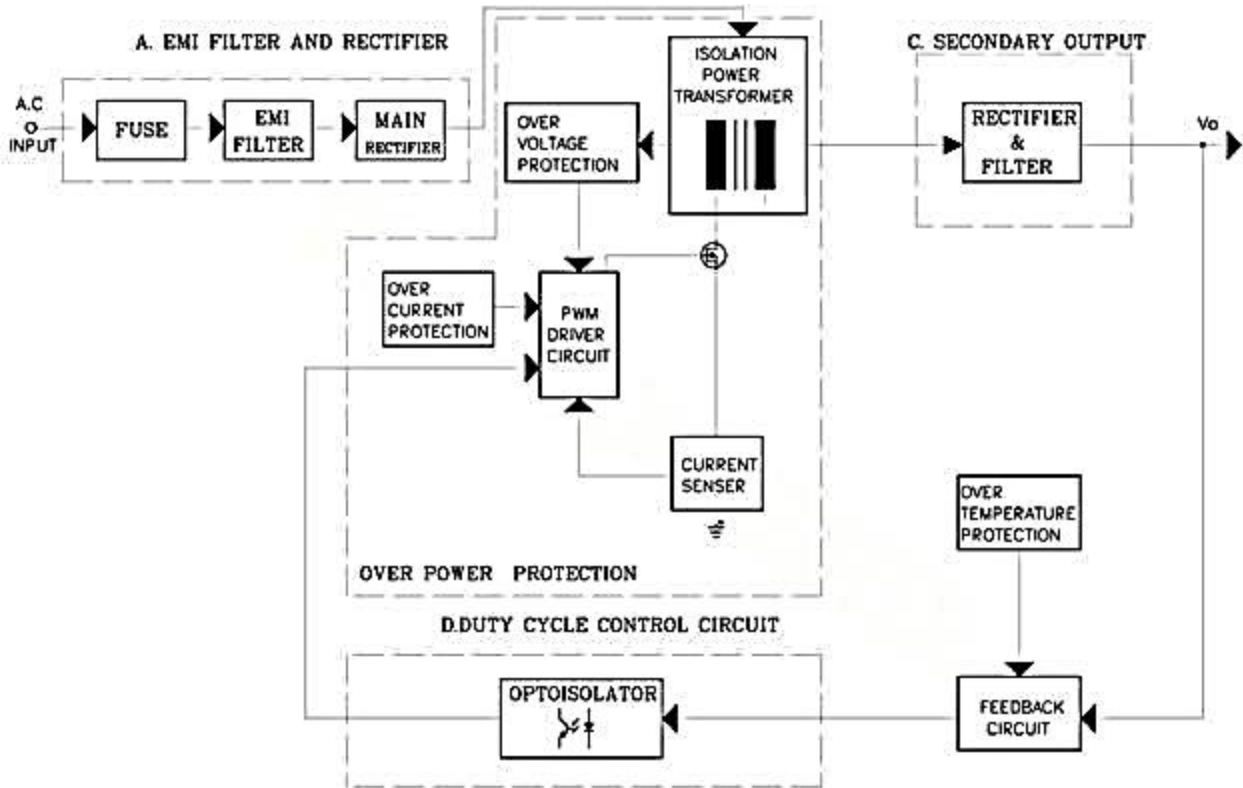 A. EMI FILTER AND RECTIFIER
A.C
INPUT
FUSE
EMI
FILTER
MAIN
RECTIFIER
OVER
VOLTAGE
PROTECTION
ISOLATION
POWER
TRANSFORMER
C. SECONDARY OUTPUT
RECTIFIER
&
FILTER
Vo
OVER
CURRENT
PROTECTION
PWM
DRIVER
CIRCUIT
CURRENT
SENSER
OVER
TEMPERATURE
PROTECTION
OVER POWER PROTECTION
D.DUTY CYCLE CONTROL CIRCUIT
OPTOISOLATOR
FEEDBACK
CIRCUIT